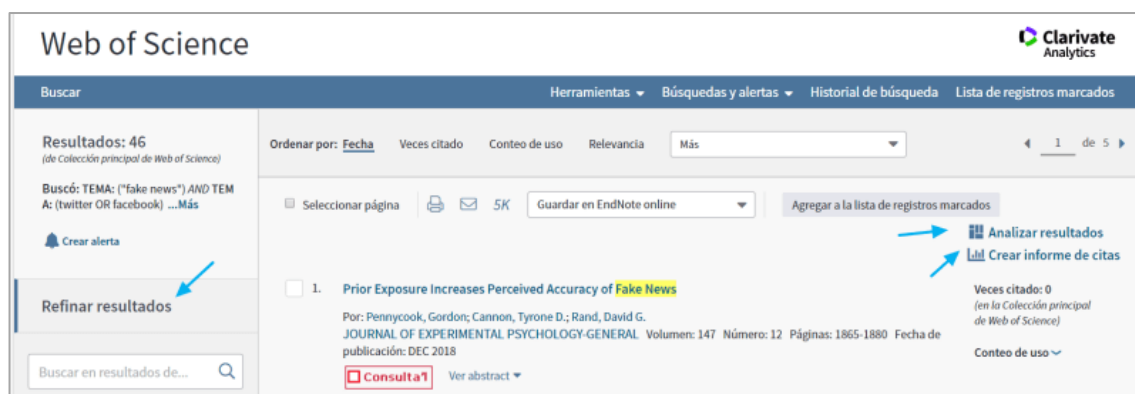 Web of Science
Clarivate
Analytics
Buscar
Herramientas
Búsquedas y alertas
Historial de búsqueda
Lista de registros marcados
Resultados: 46
(de Colección principal de Web of Science)
Buscó: TEMA: ("fake news") AND TEM
A: (twitter OR facebook) ...Más
Crear alerta
Refinar resultados
Buscar en resultados de...
Ordenar por: Fecha Veces citado Conteo de uso Relevancia Más
1 de 5
Seleccionar página 5K Guardar en EndNote online Agregar a la lista de registros marcados
Analizar resultados
Crear informe de citas
1. Prior Exposure Increases Perceived Accuracy of Fake News
Por: Pennycook, Gordon; Cannon, Tyrone D.; Rand, David G.
JOURNAL OF EXPERIMENTAL PSYCHOLOGY-GENERAL Volumen: 147 Número: 12 Páginas: 1865-1880 Fecha de
publicación: DEC 2018
Consulta'l Ver abstract
Veces citado: 0
(en la Colección principal
de Web of Science)
Conteo de uso